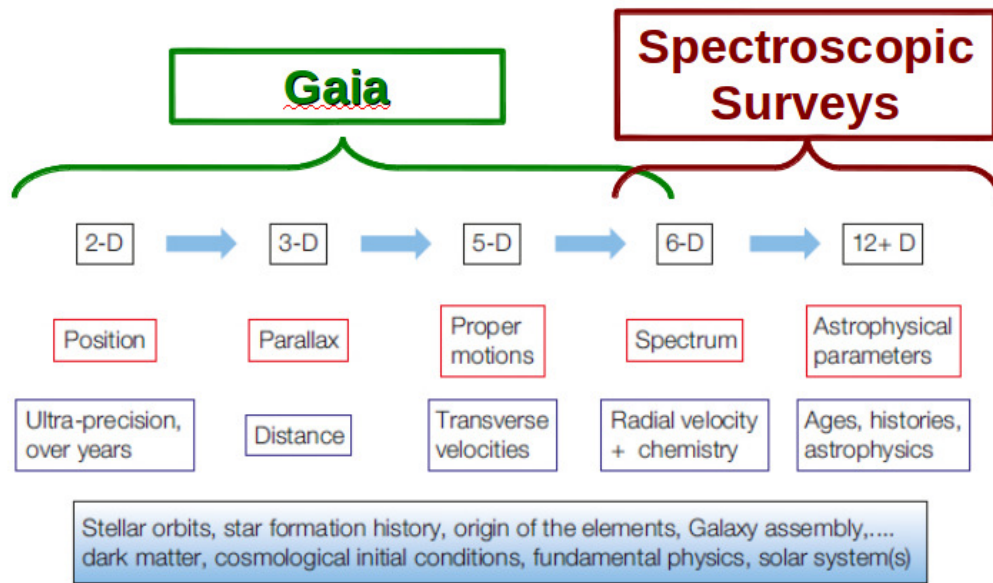 Gaia
Spectroscopic
Surveys
2-D
3-D
5-D
6-D
12+ D
Position
Parallax
Proper
motions
Spectrum
Astrophysical
parameters
Ultra-precision,
over years
Distance
Transverse
velocities
Radial velocity
+ chemistry
Ages, histories,
astrophysics
Stellar orbits, star formation history, origin of the elements, Galaxy assembly,....
dark matter, cosmological initial conditions, fundamental physics, solar system(s)